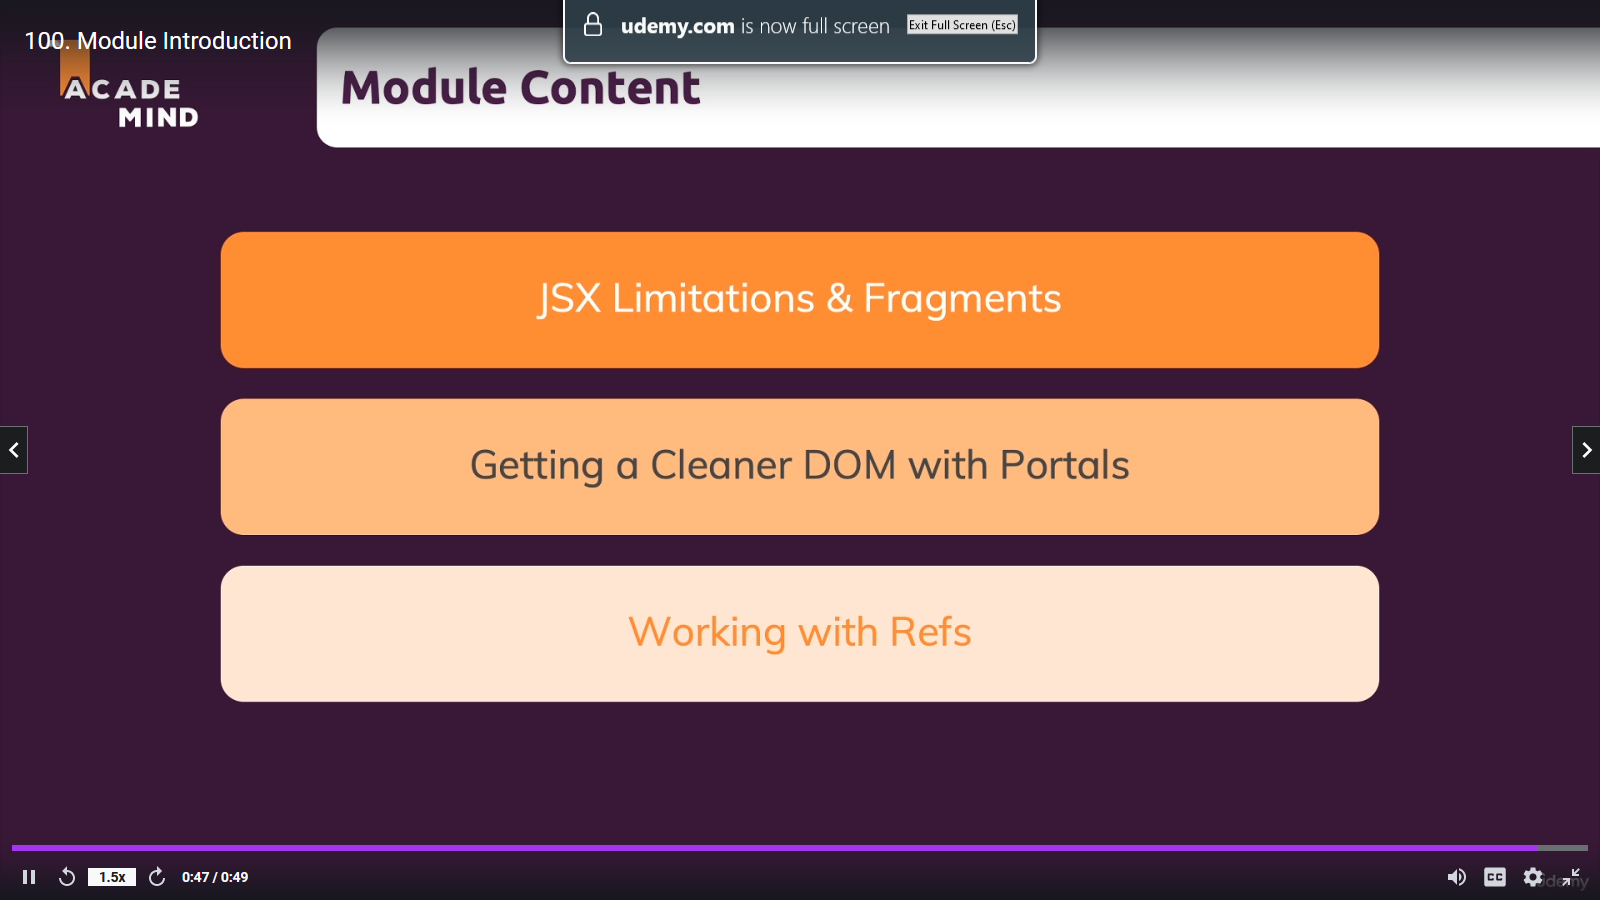 udemy.com is now full screen Exit Full Screen (Esc)
100. Module Introduction
ACADE
MIND
Module Content
JSX Limitations & Fragments
Getting a Cleaner DOM with Portals
Working with Refs
1.5x 0:47 / 0:49 CC udemy